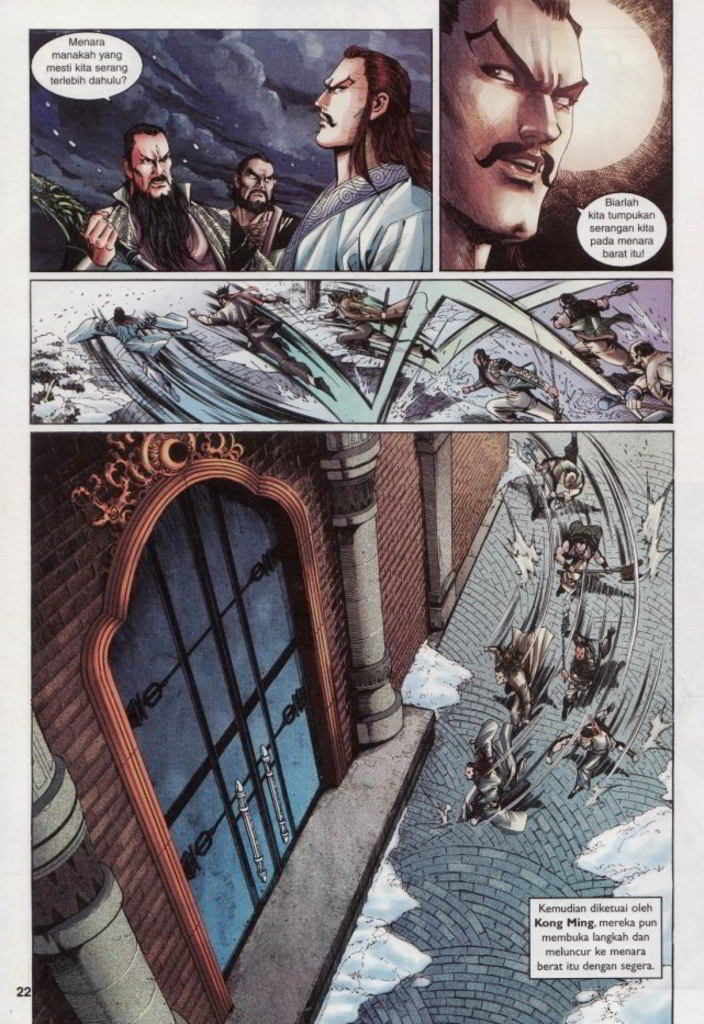 Menara
manakah yang
mesti kita serang
terlebih dahulu?
Biarlah
kita tumpukan
serangan kita
pada menara
barat itu!
Kemudian diketuai oleh
Kong Ming, mereka pun
membuka langkah dan
meluncur ke menara
berat itu dengan segera.
22